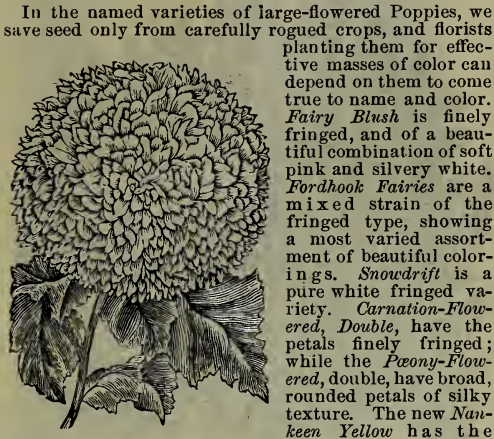 In the named varieties of large-flowered Poppies, we
save seed only from carefully rogued crops, and florists
planting them for effec-
tive masses of color can
depend on them to come
true to name and color.
Fairy Blush is finely
fringed, and of a beau-
tiful combination of soft
pink and silvery white.
Fordhook Fairies are a
mixed strain of the
fringed type, showing
a most varied assort-
ment of beautiful color-
ings. Snowdrift is a
pure white fringed va-
riety. Carnation-Flow-
ered, Double, have the
petals finely fringed;
while the Pæony-Flow-
ered, double, have broad,
rounded petals of silky
texture. The new Nan-
keen Yellow has the